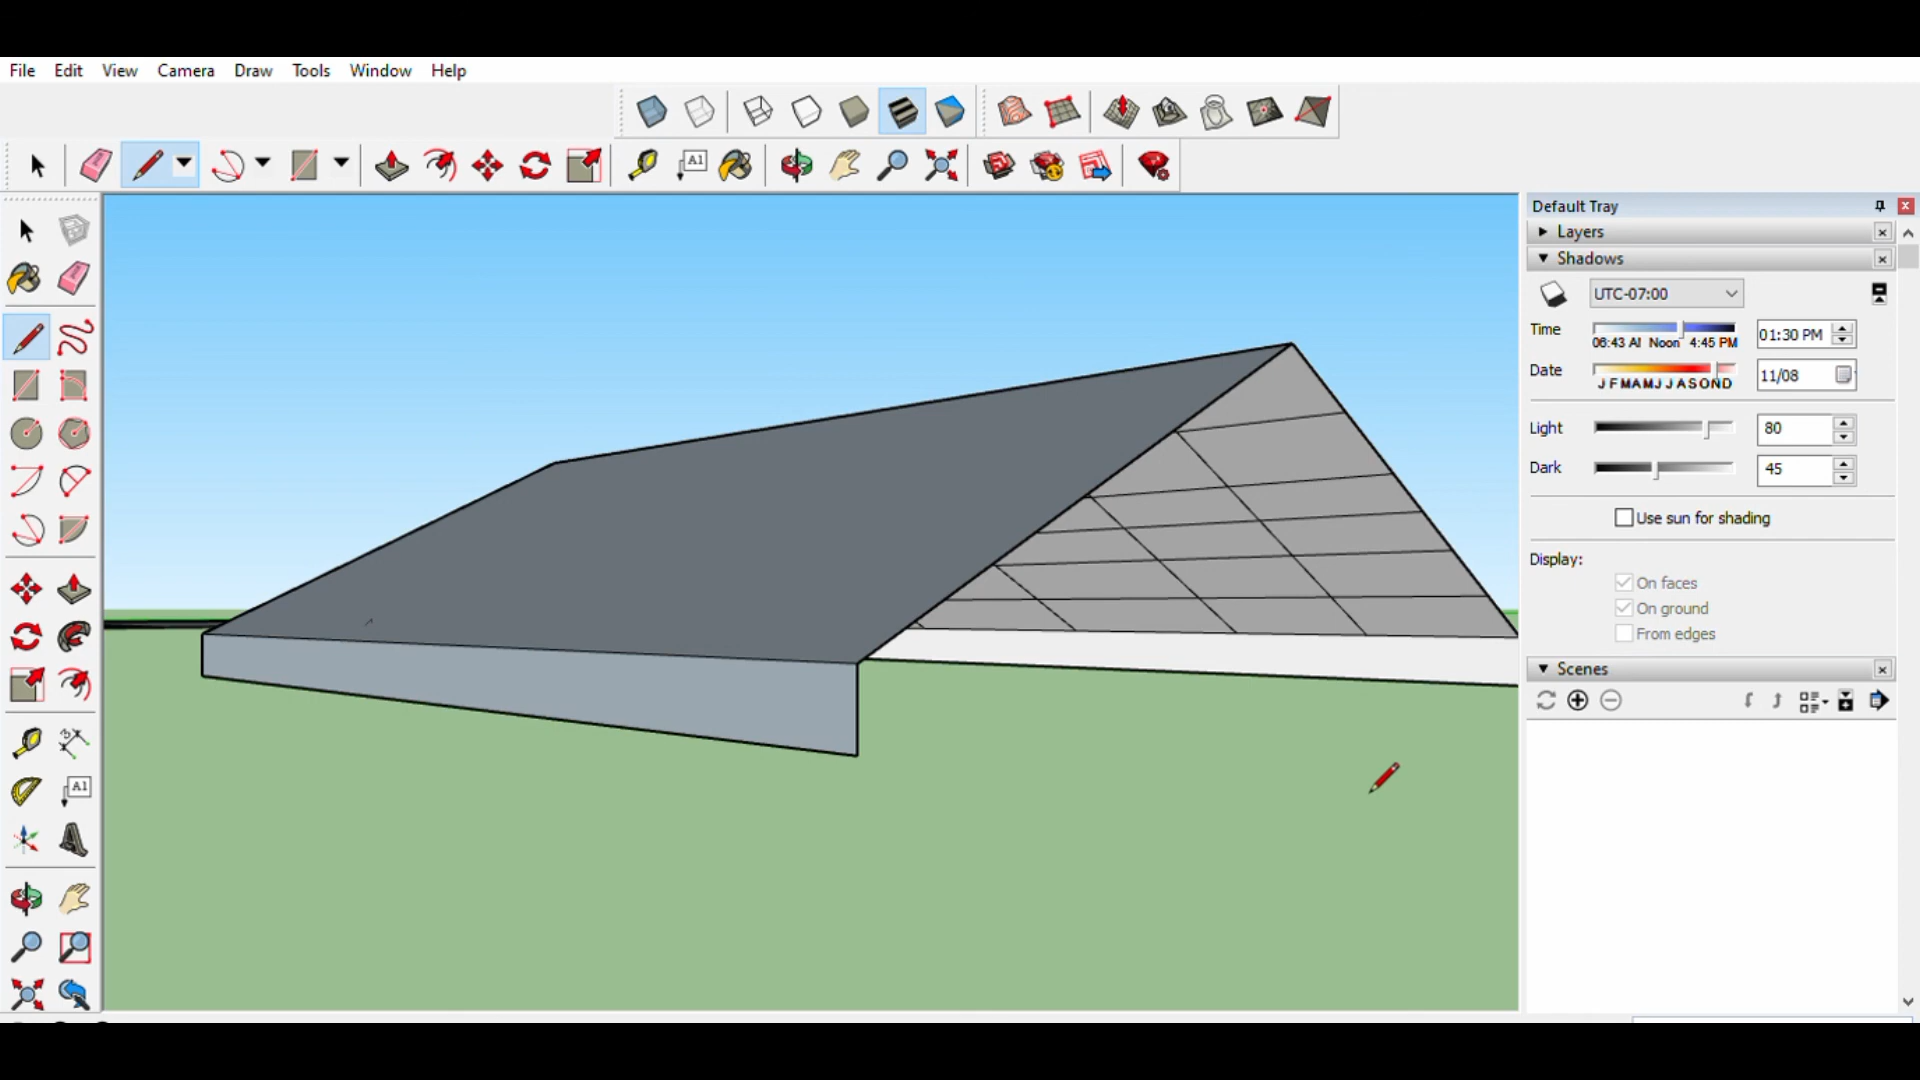 File Edit View Camera Draw Tools Window Help
A1
Default Tray
Layers
Shadows
UTC-07:00
Time
06:43 AM Noon 4:45 PM
01:30 PM
Date
J F M A M J J A S O N D
11/08
Light
80
Dark
45
Use sun for shading
Display:
On faces
On ground
From edges
Scenes
A1